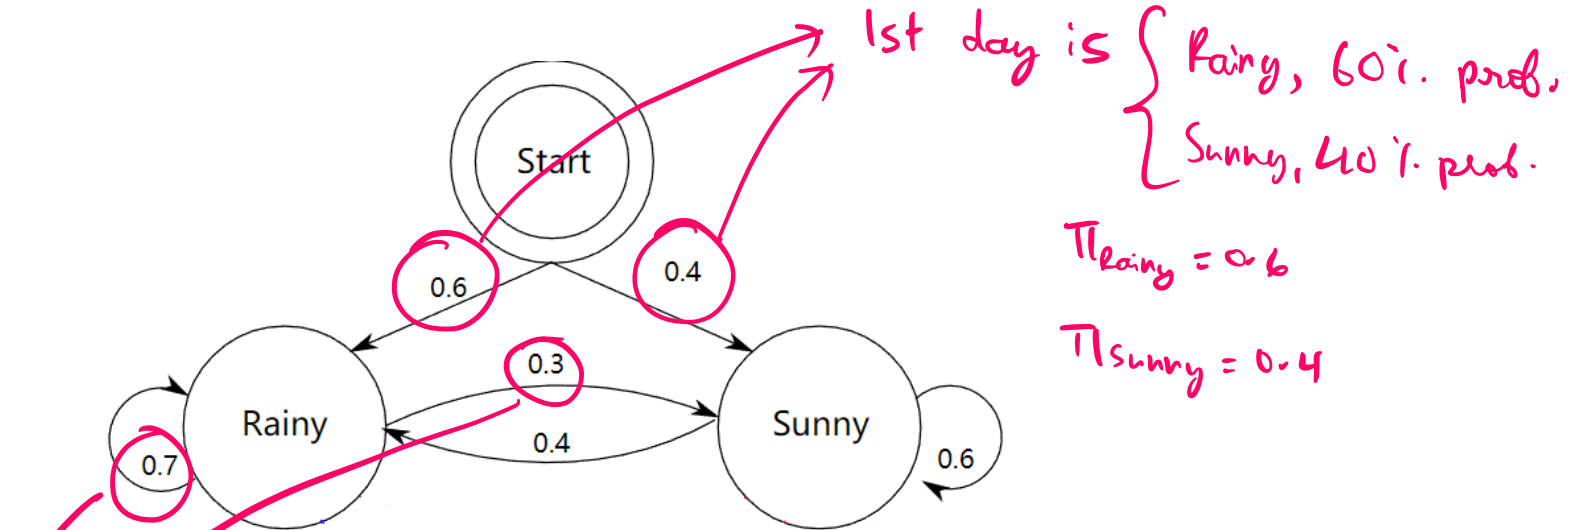 1st day is
Rainy, 60%. prob.
Sunny, 40%. prob.
Start
πRainy = 0.6
0.6
0.4
πSunny = 0.4
0.3
Rainy
Sunny
0.4
0.7
0.6